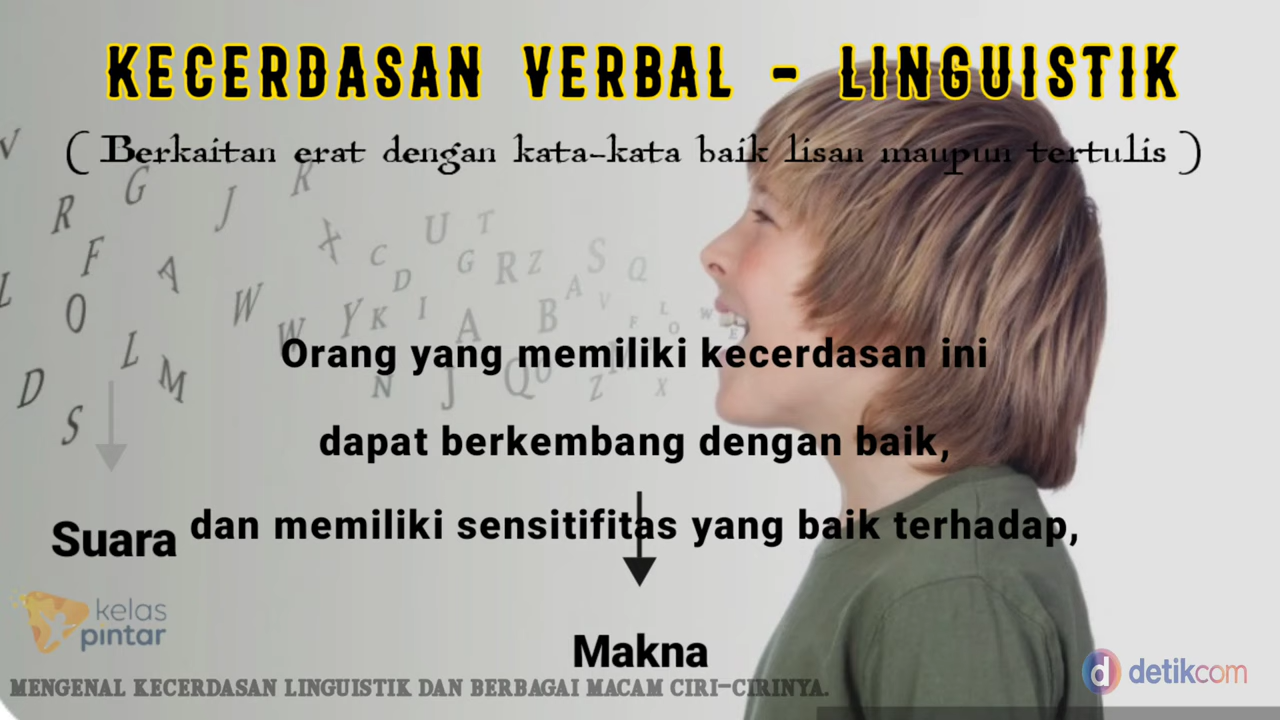 KECERDASAN VERBAL - LINGUISTIK
( Berkaitan erat dengan kata-kata baik lisan maupun tertulis )
Orang yang memiliki kecerdasan ini
dapat berkembang dengan baik,
dan memiliki sensitifitas yang baik terhadap,
Suara
Makna
kelas
pintar
MENGENAL KECERDASAN LINGUISTIK DAN BERBAGAI MACAM CIRI-CIRINYA.
detikcom